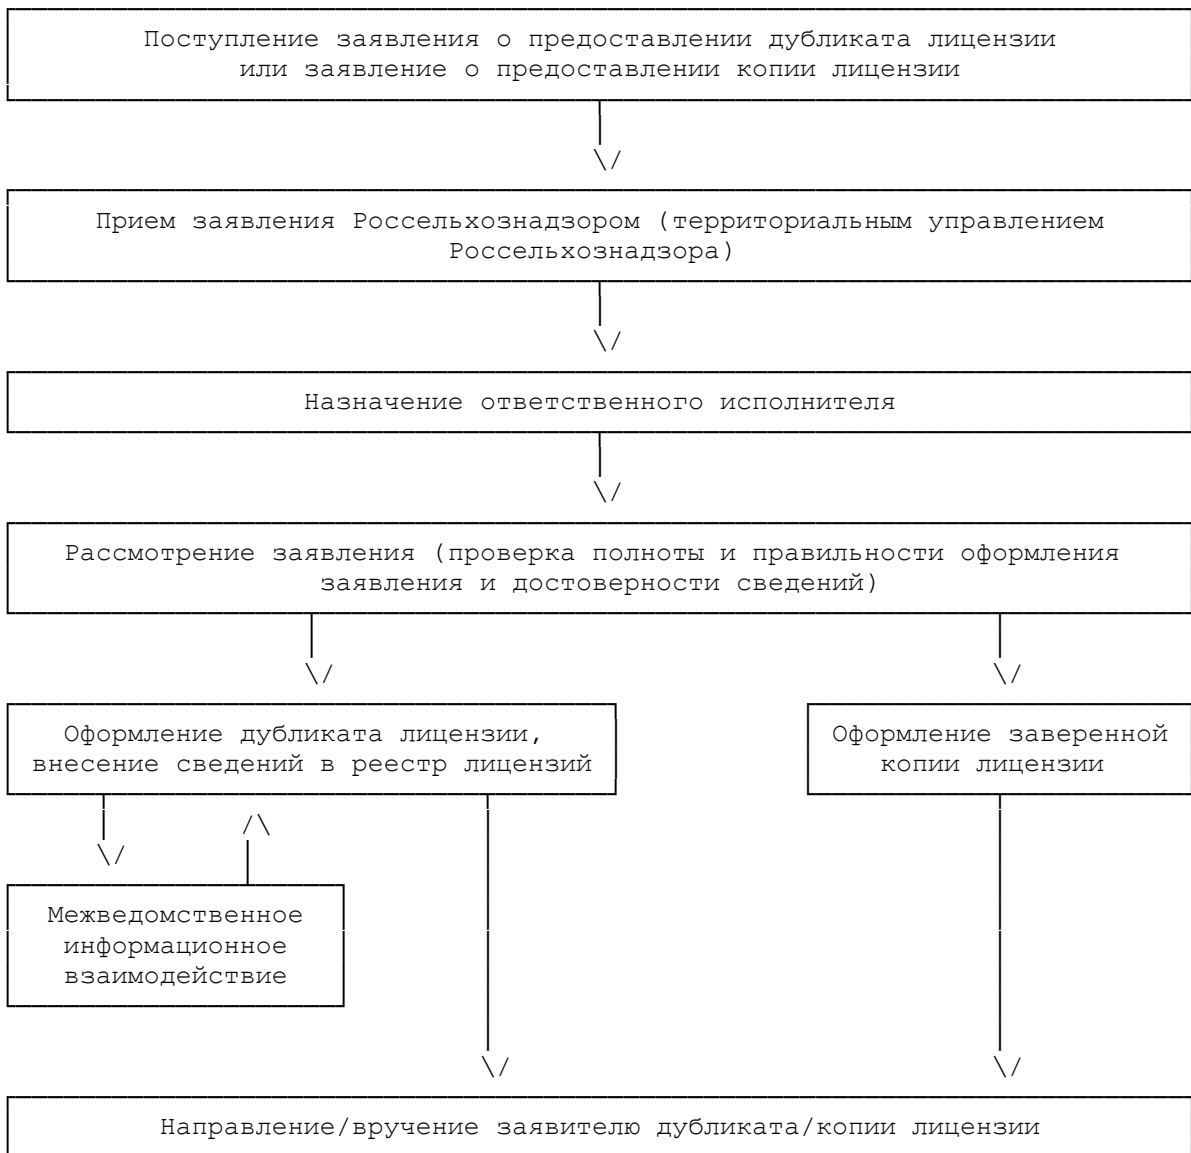 Поступление заявления о предоставлении дубликата лицензии
или заявление о предоставлении копии лицензии
Прием заявления Россельхознадзором (территориальным управлением
Россельхознадзора)
Назначение ответственного исполнителя
Рассмотрение заявления (проверка полноты и правильности оформления
заявления и достоверности сведений)
Оформление дубликата лицензии,
внесение сведений в реестр лицензий
Оформление заверенной
копии лицензии
Межведомственное
информационное
взаимодействие
Направление/вручение заявителю дубликата/копии лицензии